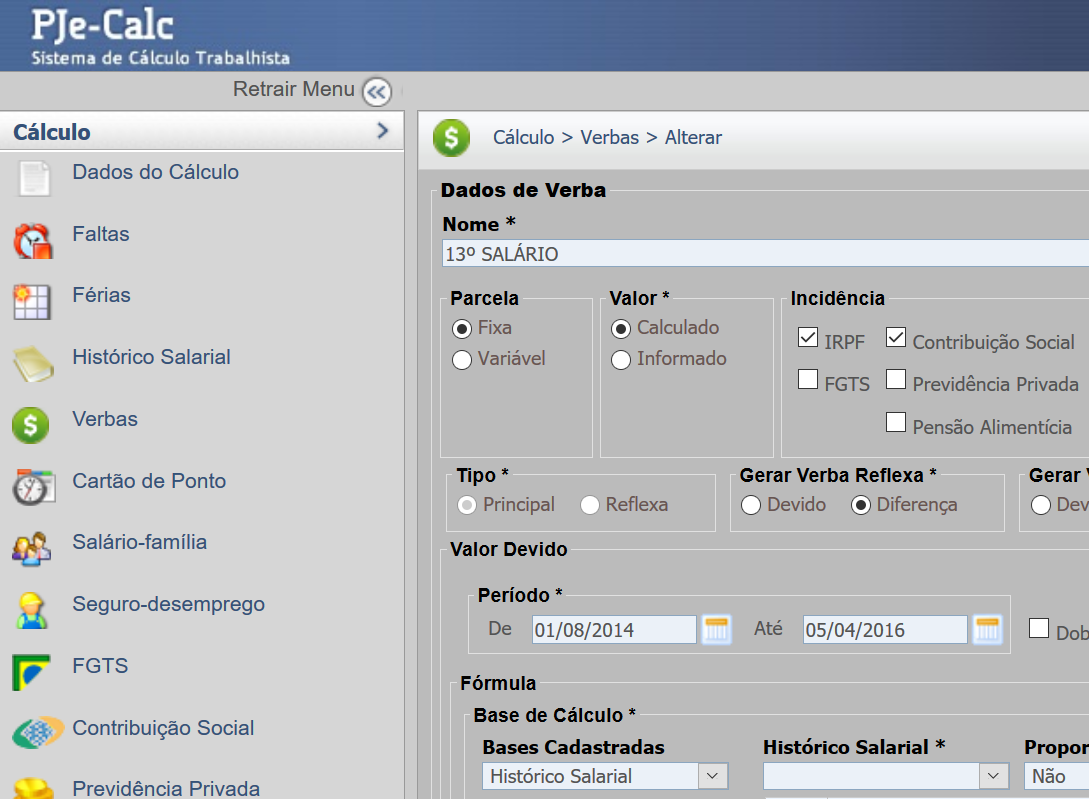 PJe-Calc
Sistema de Cálculo Trabalhista
Retrair Menu
Cálculo
Dados do Cálculo
Faltas
Férias
Histórico Salarial
Verbas
Cartão de Ponto
Salário-família
Seguro-desemprego
FGTS
Contribuição Social
Previdência Privada
Cálculo > Verbas > Alterar
Dados de Verba
Nome *
13º SALÁRIO
Parcela
Fixa
Variável
Valor *
Calculado
Informado
Incidência
IRPF
Contribuição Social
FGTS
Previdência Privada
Pensão Alimentícia
Tipo *
Principal
Reflexa
Gerar Verba Reflexa *
Devido
Diferença
Gerar
Dev
Valor Devido
Período *
De 01/08/2014
Até 05/04/2016
Dob
Fórmula
Base de Cálculo *
Bases Cadastradas
Histórico Salarial
Histórico Salarial *
Propor
Não